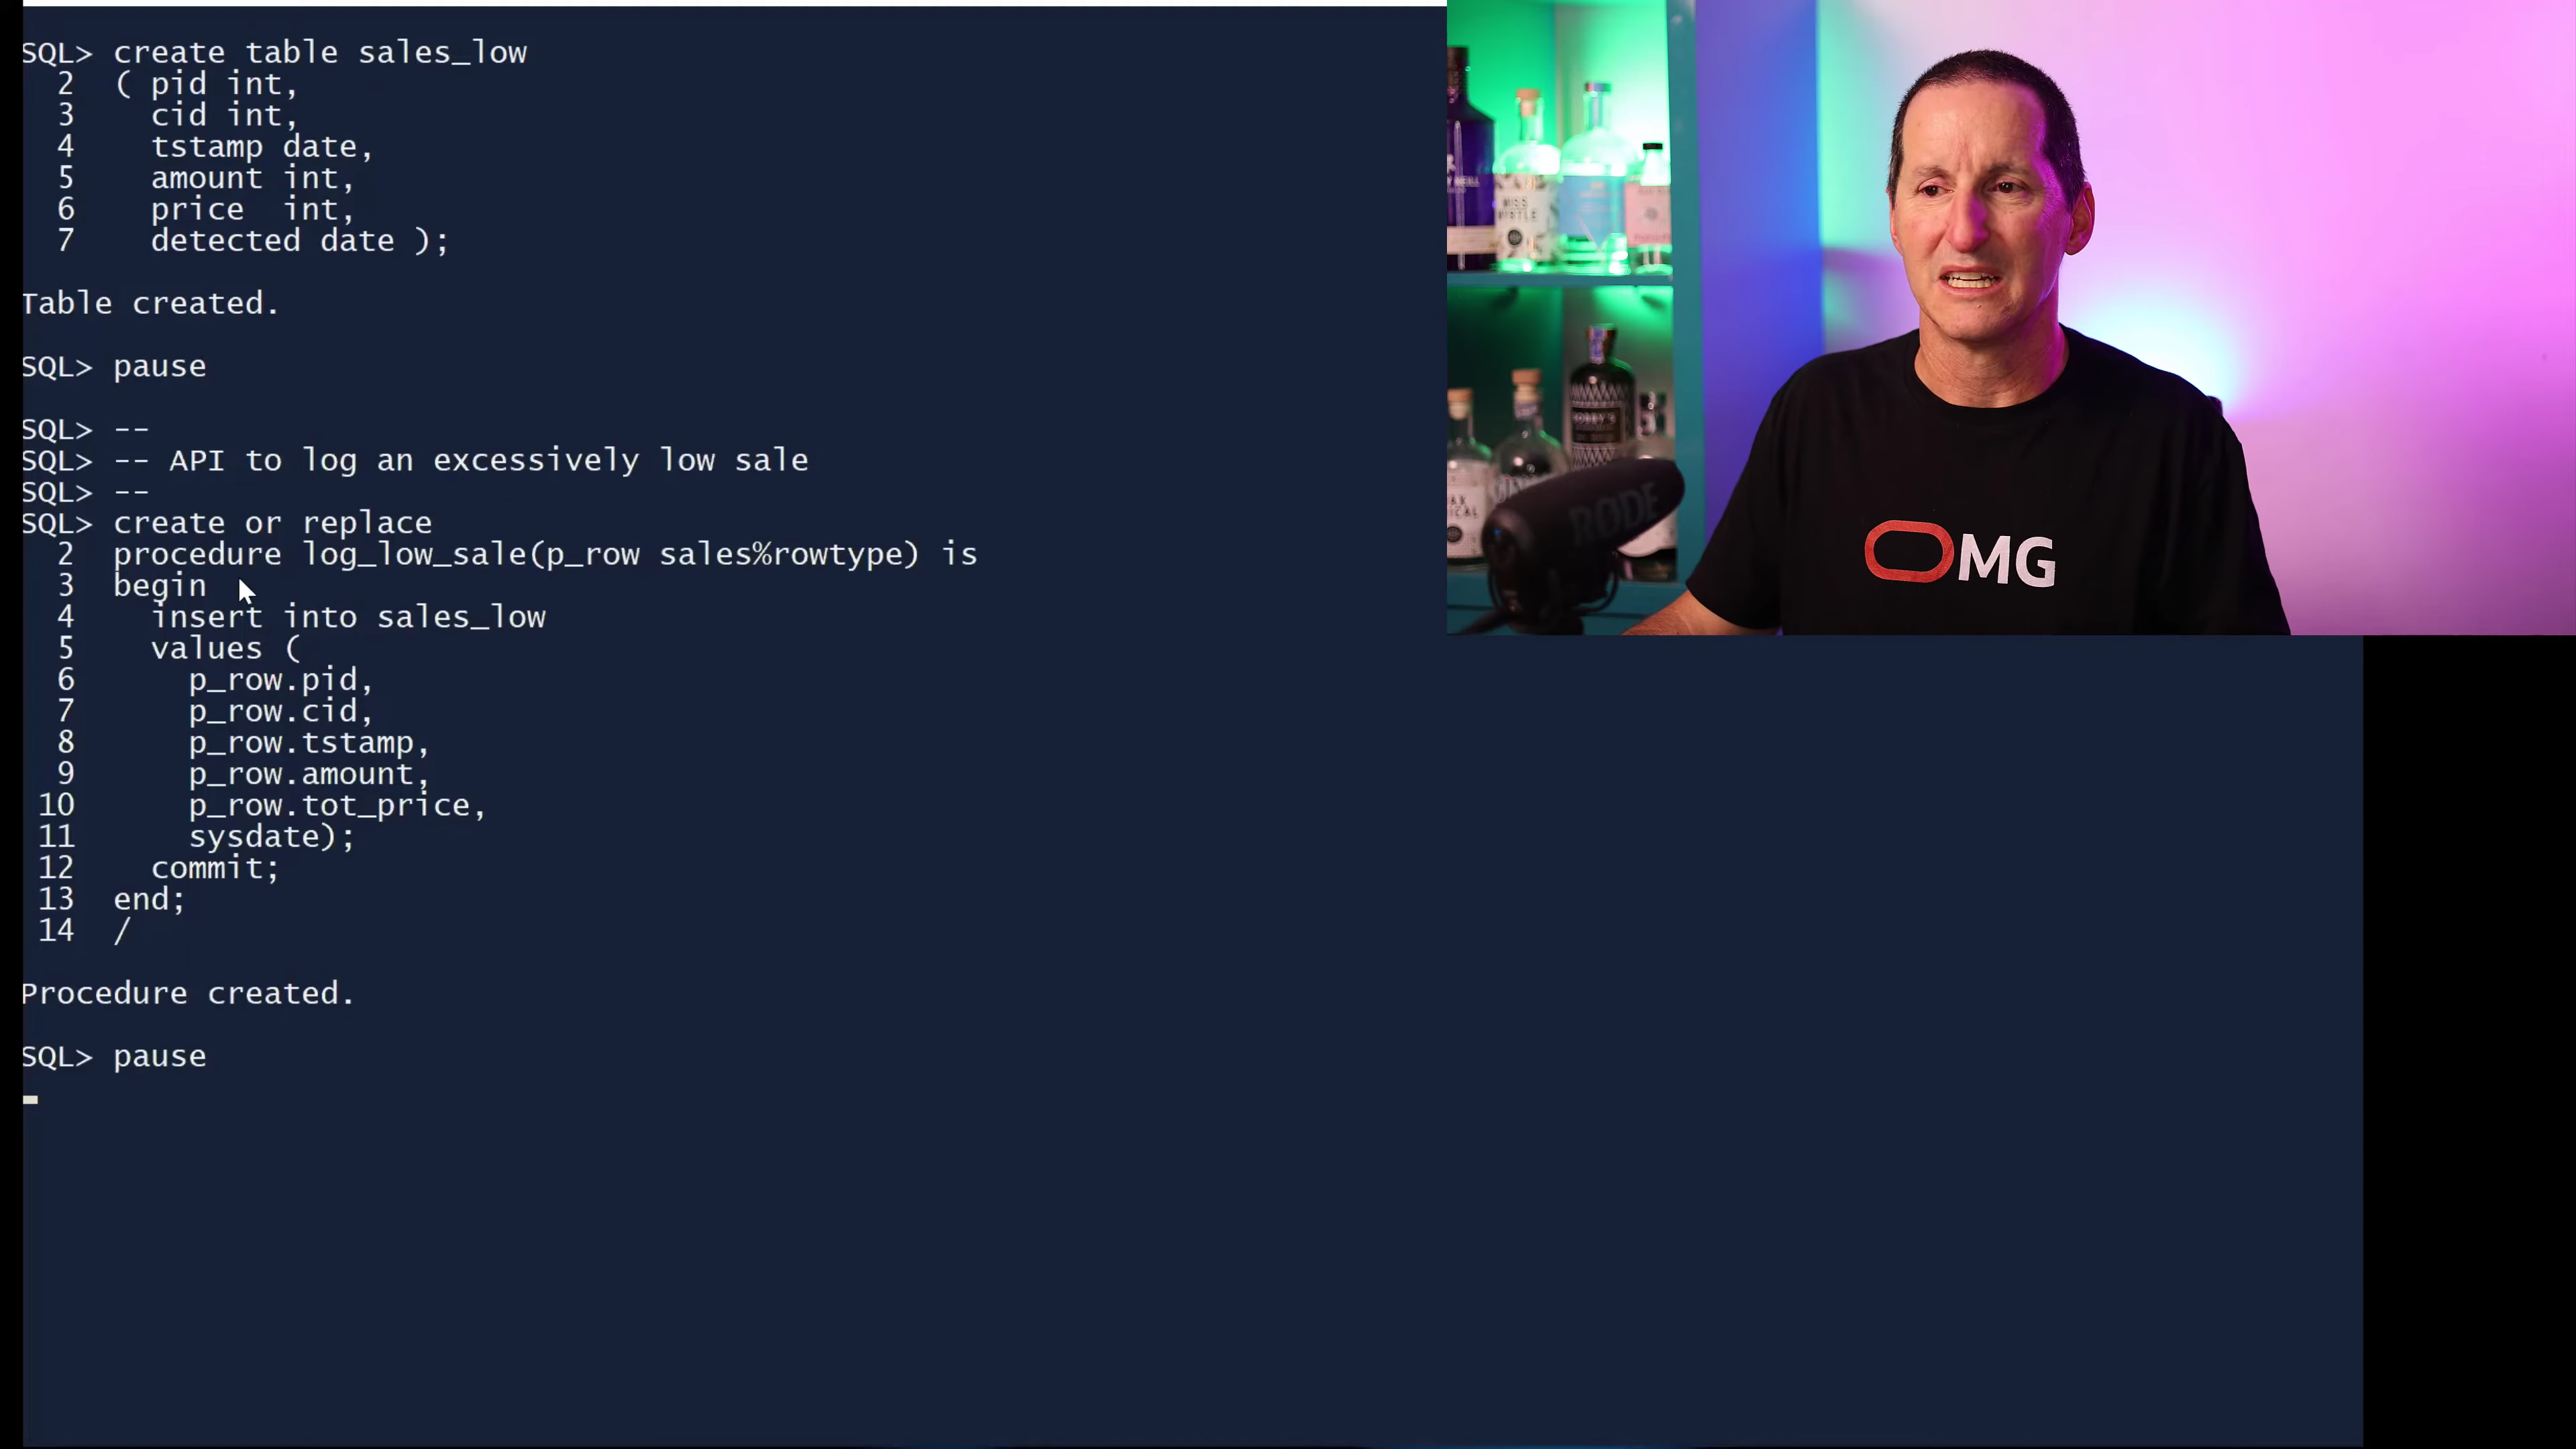 SQL> create table sales_low
2 ( pid int,
3 cid int,
4 tstamp date,
5 amount int,
6 price int,
7 detected date );
Table created.
SQL> pause
SQL> --
SQL> -- API to log an excessively low sale
SQL> --
SQL> create or replace
2 procedure log_low_sale(p_row sales%rowtype) is
3 begin
4 insert into sales_low
5 values (
6 p_row.pid,
7 p_row.cid,
8 p_row.tstamp,
9 p_row.amount,
10 p_row.tot_price,
11 sysdate);
12 commit;
13 end;
14 /
Procedure created.
SQL> pause
MISS
RØDE
OMG